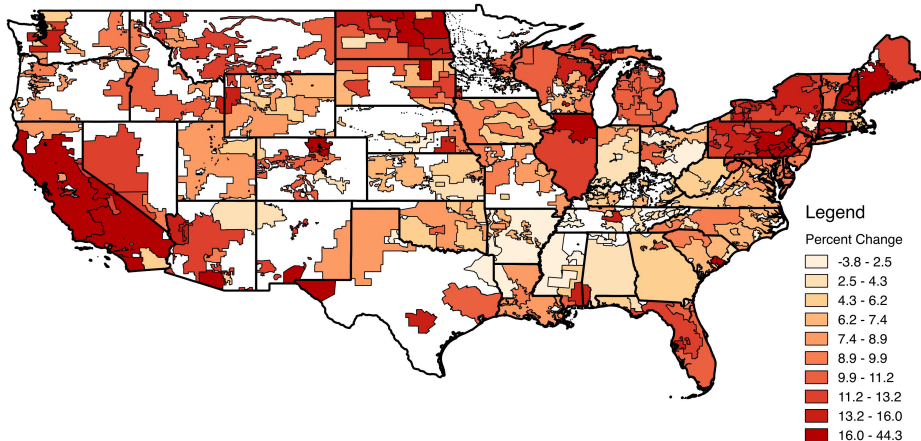 Legend
Percent Change
-3.8 - 2.5
2.5 - 4.3
4.3 - 6.2
6.2 - 7.4
7.4 - 8.9
8.9 - 9.9
9.9 - 11.2
11.2 - 13.2
13.2 - 16.0
16.0 - 44.3